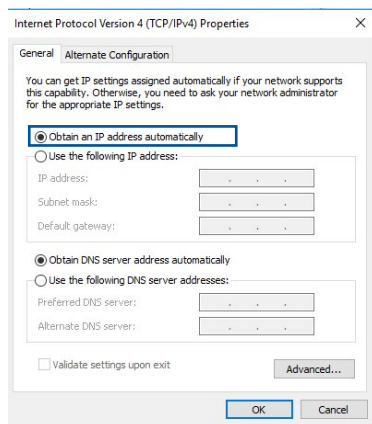 Internet Protocol Version 4 (TCP/IPv4) Properties
General Alternate Configuration
You can get IP settings assigned automatically if your network supports
this capability. Otherwise, you need to ask your network administrator
for the appropriate IP settings.
Obtain an IP address automatically
Use the following IP address:
IP address:
Subnet mask:
Default gateway:
Obtain DNS server address automatically
Use the following DNS server addresses:
Preferred DNS server:
Alternate DNS server:
Validate settings upon exit
Advanced...
OK Cancel